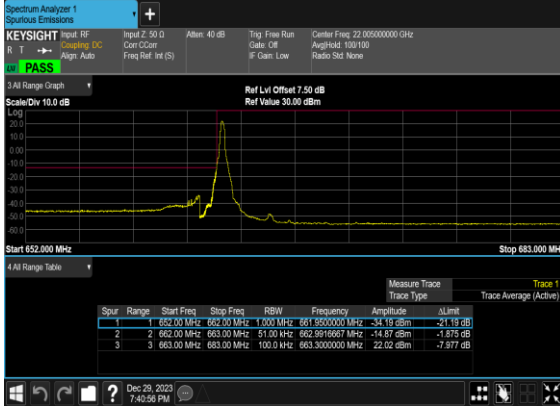 Spectrum Analyzer 1
Spurious Emissions
+
KEYSIGHT Input: RF Input Z: 50 Ω Atten: 40 dB Trig: Free Run Center Freq: 22.005000000 GHz
R T Coupling: DC Corr CCorr Gate: Off Avg|Hold: 100/100
Align: Auto Freq Ref: Int (S) IF Gain: Low Radio Std: None
LXI PASS
3 All Range Graph
Ref Lvl Offset 7.50 dB
Scale/Div 10.0 dB Ref Value 30.00 dBm
Log
20.0
10.0
0.00
-10.0
-20.0
-30.0
-40.0
-50.0
-60.0
Start 652.000 MHz Stop 683.000 MH
4 All Range Table
Measure Trace Trace 1
Trace Type Trace Average (Active)
Spur Range Start Freq Stop Freq RBW Frequency Amplitude ΔLimit
1 1 652.00 MHz 662.00 MHz 1.000 MHz 661.9500000 MHz -34.19 dBm -21.19 dB
2 2 662.00 MHz 663.00 MHz 51.00 kHz 662.9916667 MHz -14.87 dBm -1.875 dB
3 3 663.00 MHz 683.00 MHz 100.0 kHz 663.3000000 MHz 22.02 dBm -7.977 dB
?
Dec 29, 2023
7:40:56 PM